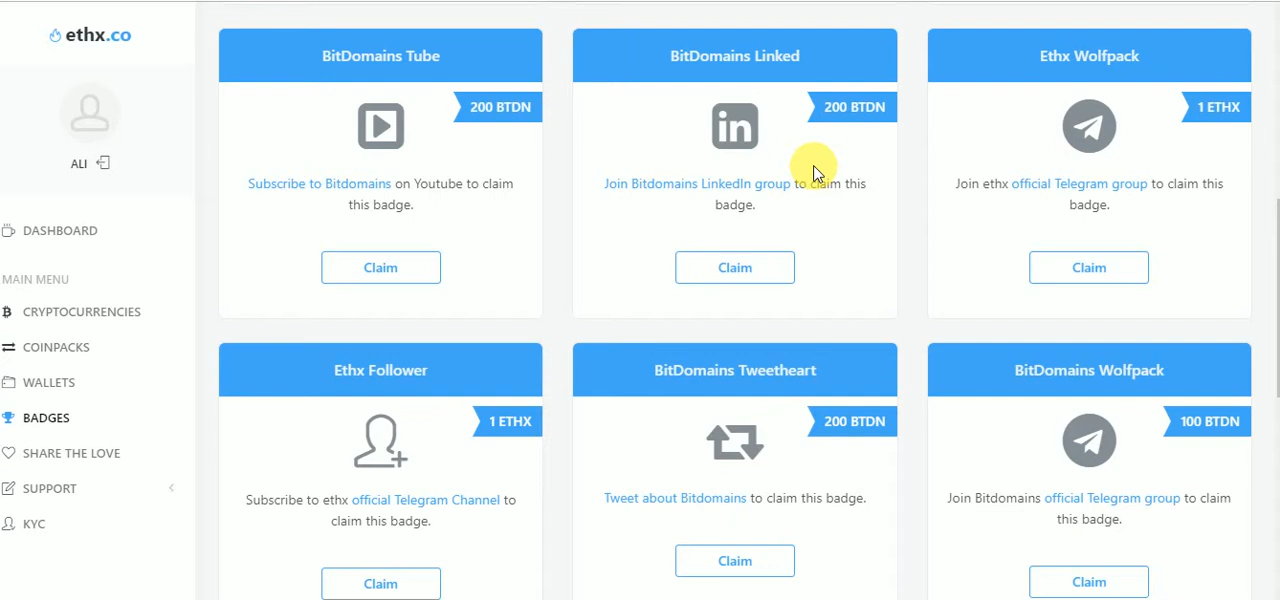 ethx.co
ALI
DASHBOARD
MAIN MENU
CRYPTOCURRENCIES
COINPACKS
WALLETS
BADGES
SHARE THE LOVE
SUPPORT
KYC
BitDomains Tube
200 BTDN
Subscribe to Bitdomains on Youtube to claim
this badge.
Claim
BitDomains Linked
200 BTDN
in
Join Bitdomains LinkedIn group to claim this
badge.
Claim
Ethx Wolfpack
1 ETHX
Join ethx official Telegram group to claim this
badge.
Claim
Ethx Follower
1 ETHX
Subscribe to ethx official Telegram Channel to
claim this badge.
Claim
BitDomains Tweetheart
200 BTDN
Tweet about Bitdomains to claim this badge.
Claim
BitDomains Wolfpack
100 BTDN
Join Bitdomains official Telegram group to claim
this badge.
Claim